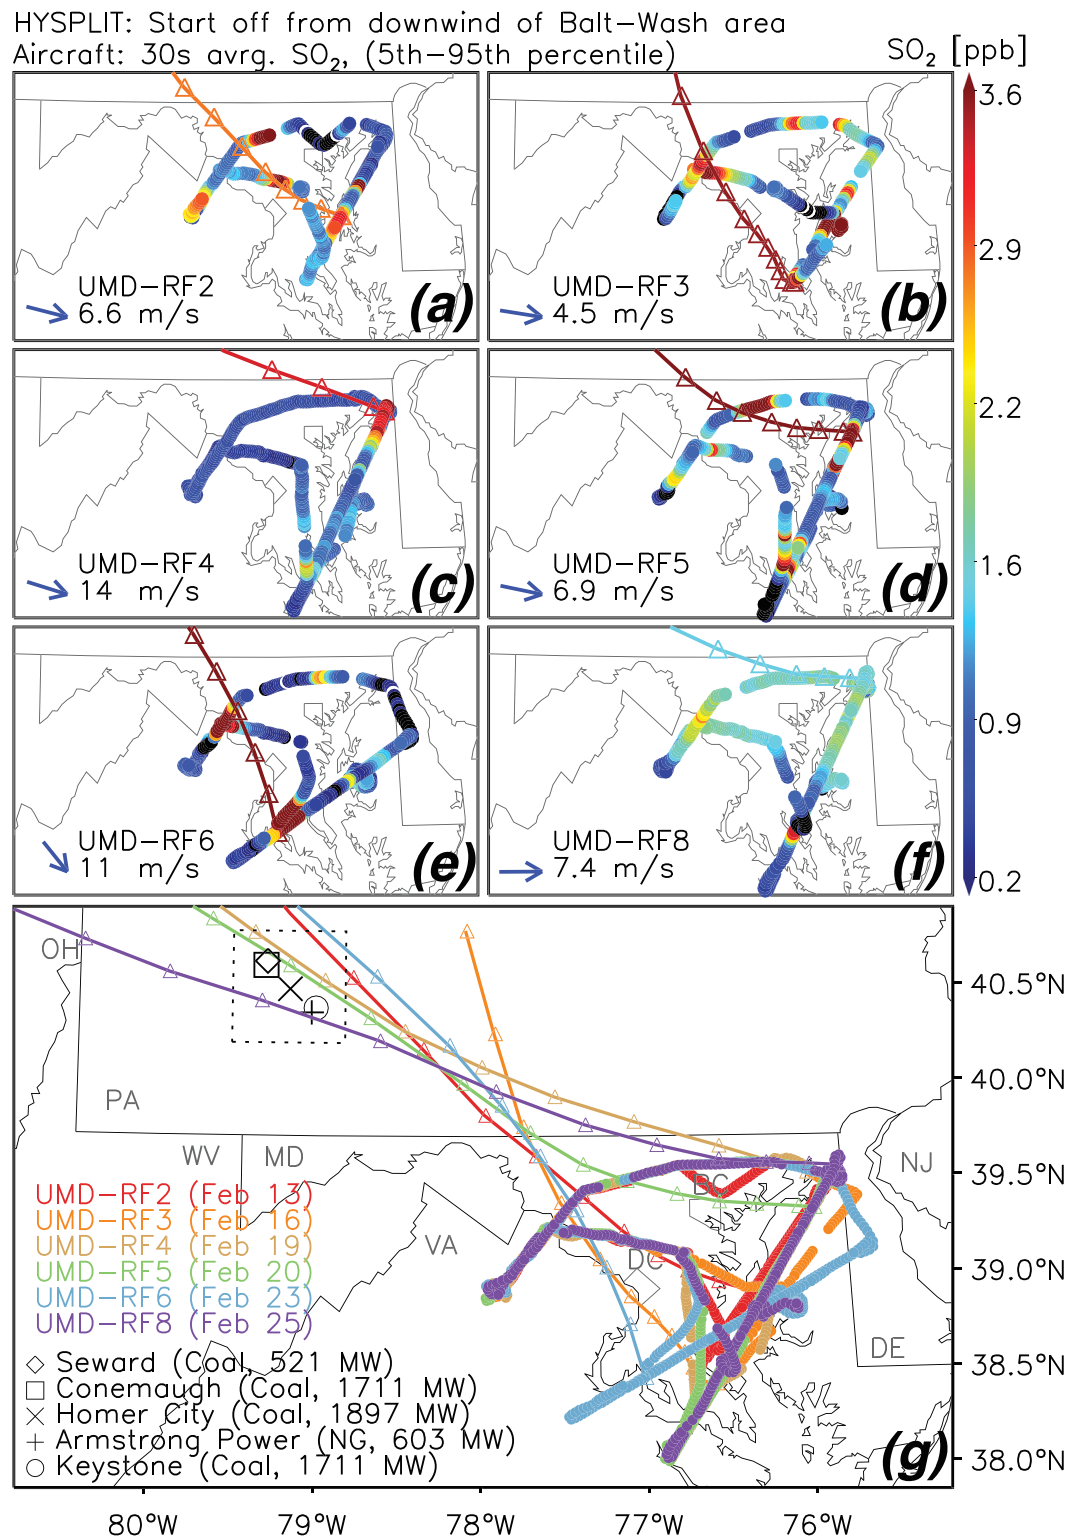 HYSPLIT: Start off from downwind of Balt-Wash area
Aircraft: 30s avrg. SO₂, (5th-95th percentile)
SO₂ [ppb]
UMD-RF2
6.6 m/s
(a)
UMD-RF3
4.5 m/s
(b)
UMD-RF4
14 m/s
(c)
UMD-RF5
6.9 m/s
(d)
UMD-RF6
11 m/s
(e)
UMD-RF8
7.4 m/s
(f)
3.6
2.9
2.2
1.6
0.9
0.2
OH
PA
WV
MD
VA
DC
DC
NJ
DE
UMD-RF2 (Feb 13)
UMD-RF3 (Feb 16)
UMD-RF4 (Feb 19)
UMD-RF5 (Feb 20)
UMD-RF6 (Feb 23)
UMD-RF8 (Feb 25)
Seward (Coal, 521 MW)
Conemaugh (Coal, 1711 MW)
Homer City (Coal, 1897 MW)
Armstrong Power (NG, 603 MW)
Keystone (Coal, 1711 MW)
(g)
40.5°N
40.0°N
39.5°N
39.0°N
38.5°N
38.0°N
80°W 79°W 78°W 77°W 76°W